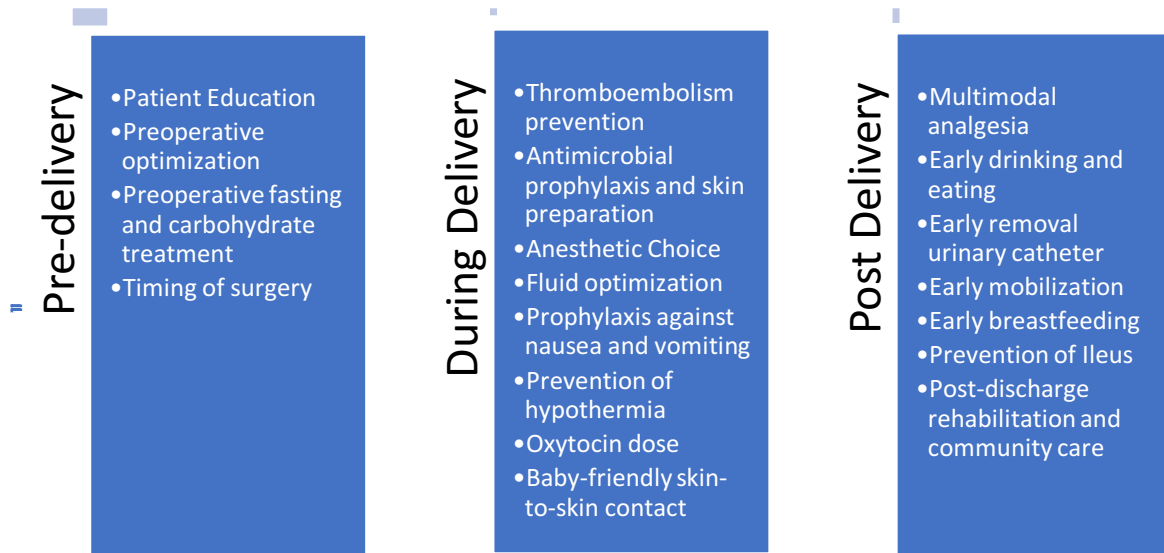 Pre-delivery
•Patient Education
•Preoperative
optimization
•Preoperative fasting
and carbohydrate
treatment
•Timing of surgery
During Delivery
•Thromboembolism
prevention
•Antimicrobial
prophylaxis and skin
preparation
•Anesthetic Choice
•Fluid optimization
•Prophylaxis against
nausea and vomiting
•Prevention of
hypothermia
•Oxytocin dose
•Baby-friendly skin-
to-skin contact
Post Delivery
•Multimodal
analgesia
•Early drinking and
eating
•Early removal
urinary catheter
•Early mobilization
•Early breastfeeding
•Prevention of Ileus
•Post-discharge
rehabilitation and
community care